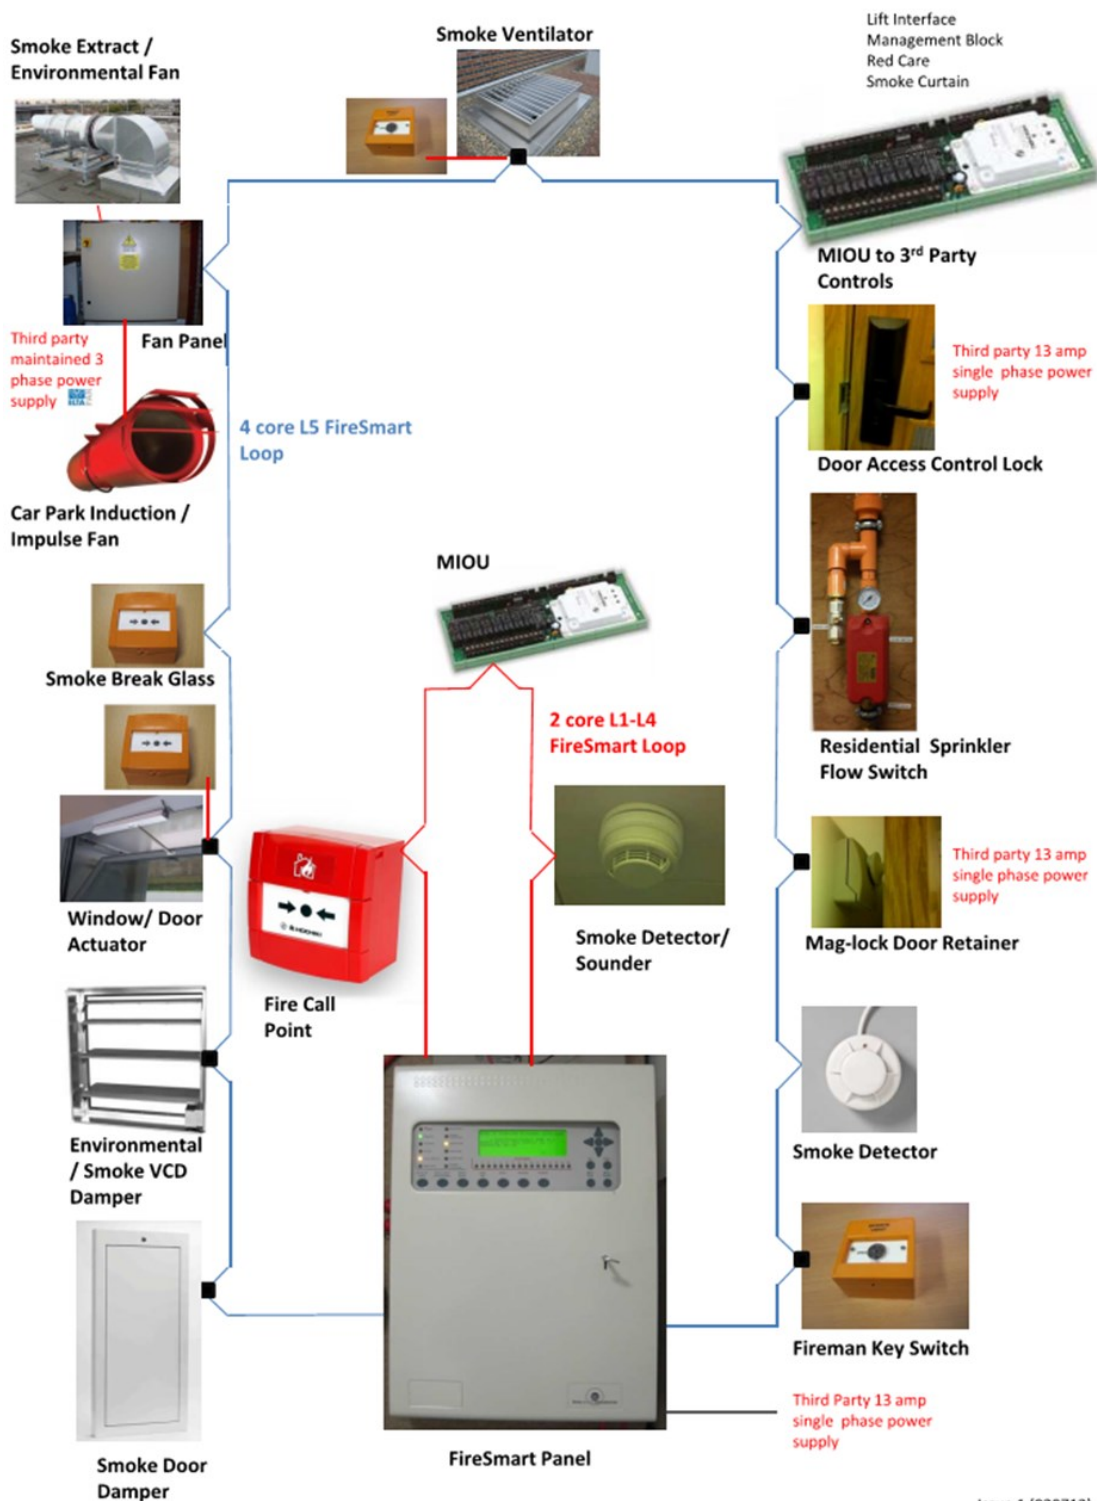 Smoke Extract /
Environmental Fan
Smoke Ventilator
Lift Interface
Management Block
Red Care
Smoke Curtain
MIOU to 3rd Party
Controls
Fan Panel
Third party
maintained 3
phase power
supply
ELTA
Third party 13 amp
single phase power
supply
4 core L5 FireSmart
Loop
Door Access Control Lock
Car Park Induction /
Impulse Fan
MIOU
Smoke Break Glass
2 core L1-L4
FireSmart Loop
Residential Sprinkler
Flow Switch
Window/ Door
Actuator
Smoke Detector/
Sounder
Third party 13 amp
single phase power
supply
Mag-lock Door Retainer
Fire Call
Point
Environmental
/ Smoke VCD
Damper
Smoke Detector
Fireman Key Switch
Third Party 13 amp
single phase power
supply
FireSmart Panel
Smoke Door
Damper